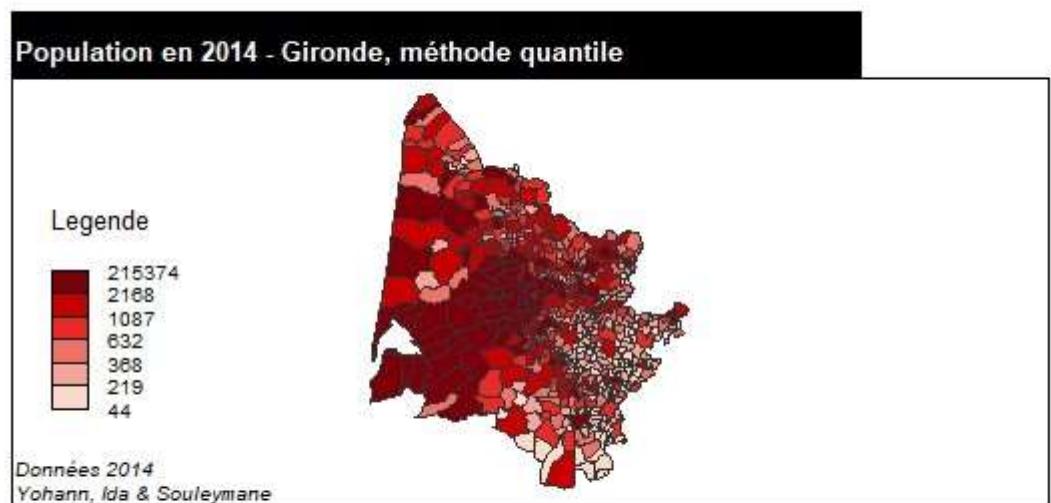 Population en 2014 - Gironde, méthode quantile
Legende
215374
2168
1087
632
368
219
44
Données 2014
Yohann, Ida & Souleymane